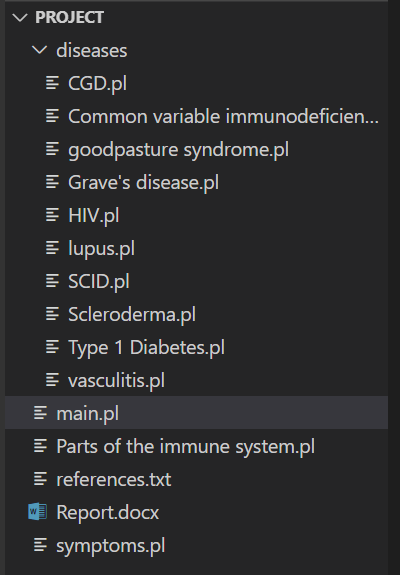 PROJECT
diseases
CGD.pl
Common variable immunodeficien...
goodpasture syndrome.pl
Grave's disease.pl
HIV.pl
lupus.pl
SCID.pl
Scleroderma.pl
Type 1 Diabetes.pl
vasculitis.pl
main.pl
Parts of the immune system.pl
references.txt
Report.docx
symptoms.pl